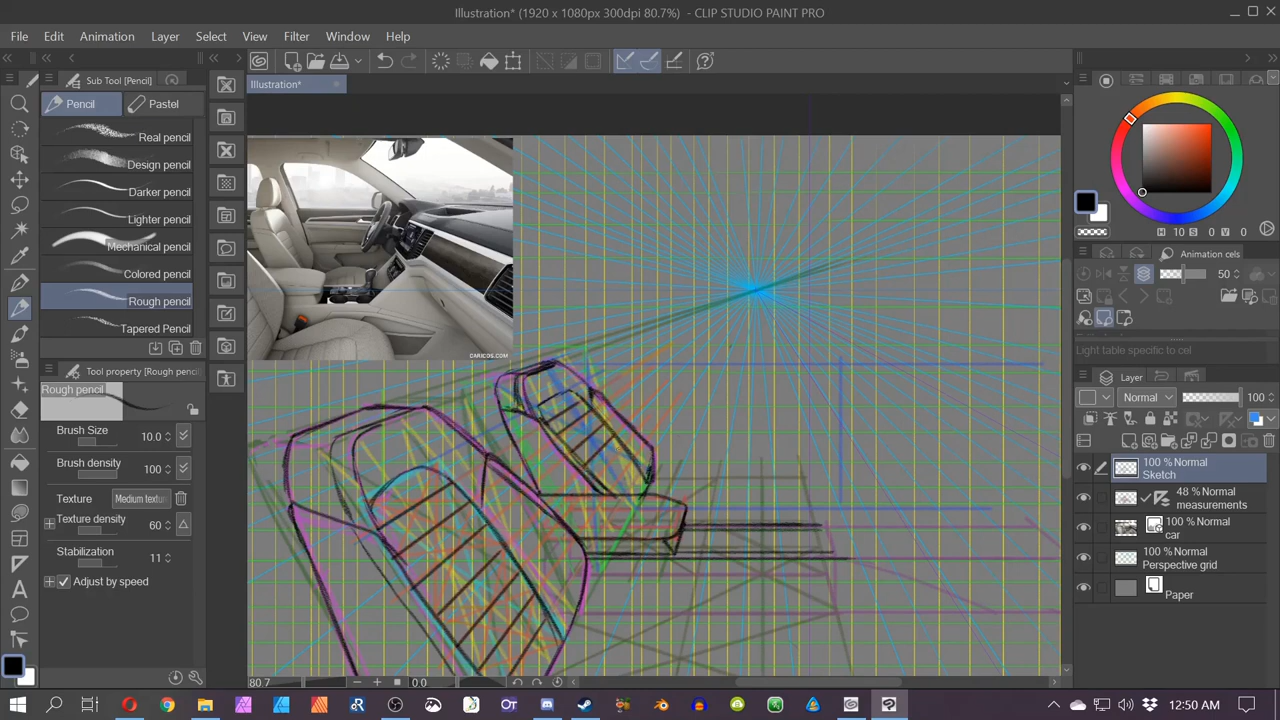 Illustration* (1920 x 1080px 300dpi 80.7%) - CLIP STUDIO PAINT PRO
File Edit Animation Layer Select View Filter Window Help
Sub Tool [Pencil]
Illustration*
Pencil Pastel
Real pencil
Design pencil
Darker pencil
Lighter pencil
Mechanical pencil
Colored pencil
Rough pencil
Tapered Pencil
Tool property [Rough pencil]
Rough pencil
Brush Size 10.0
Brush density 100
Texture Medium textur
Texture density 60
Stabilization 11
Adjust by speed
CARICOS.COM
80.7 0.0
H 10 S 0 V 0
Animation cels
50
Light table specific to cel
Layer
Normal 100
100 % Normal
Sketch
48 % Normal
measurements
100 % Normal
car
100 % Normal
Perspective grid
Paper
12:50 AM